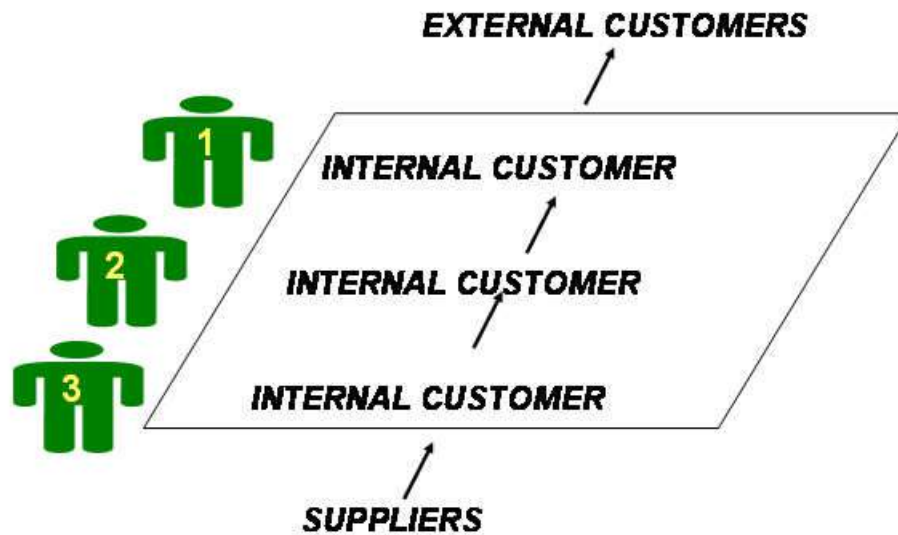 EXTERNAL CUSTOMERS
1
INTERNAL CUSTOMER
2
INTERNAL CUSTOMER
3
INTERNAL CUSTOMER
SUPPLIERS